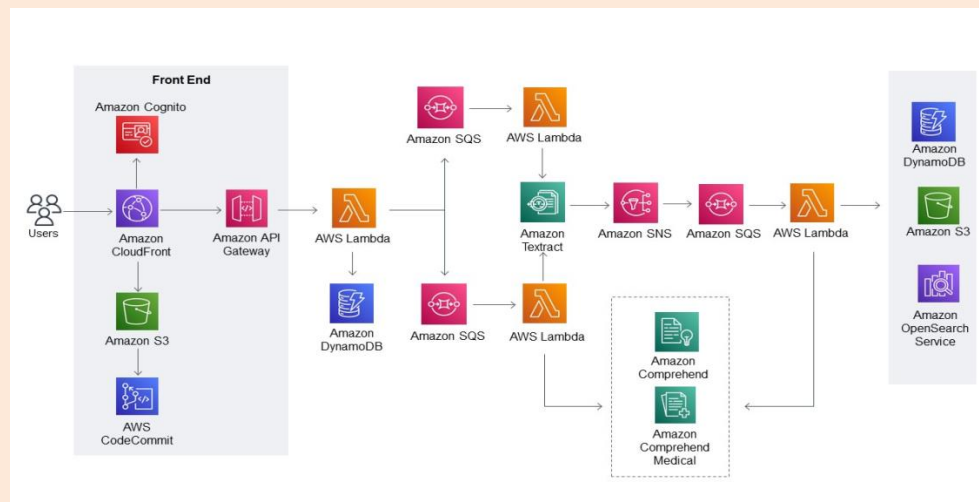 Front End
Amazon Cognito
Users
Amazon
CloudFront
Amazon API
Gateway
Amazon S3
AWS
CodeCommit
AWS Lambda
Amazon
DynamoDB
Amazon SQS
AWS Lambda
Amazon SQS
AWS Lambda
Amazon
Textract
Amazon SNS
Amazon SQS
AWS Lambda
Amazon
Comprehend
Amazon
Comprehend
Medical
Amazon
DynamoDB
Amazon S3
Amazon
OpenSearch
Service